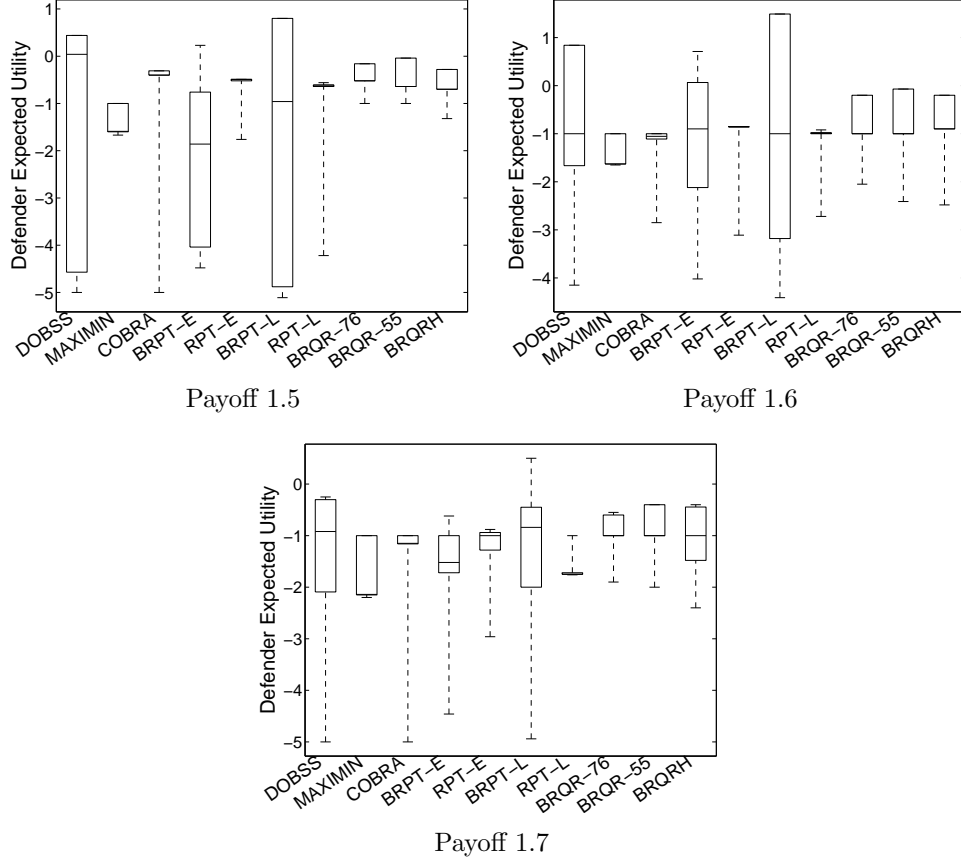 Defender Expected Utility
1
0
−1
−2
−3
−4
−5
DOBSS
MAXIMIN
COBRA
BRPT−E
RPT−E
BRPT−L
RPT−L
BRQR−76
BRQR−55
BRQRH
Payoff 1.5
Defender Expected Utility
1
0
−1
−2
−3
−4
DOBSS
MAXIMIN
COBRA
BRPT−E
RPT−E
BRPT−L
RPT−L
BRQR−76
BRQR−55
BRQRH
Payoff 1.6
Defender Expected Utility
0
−1
−2
−3
−4
−5
DOBSS
MAXIMIN
COBRA
BRPT−E
RPT−E
BRPT−L
RPT−L
BRQR−76
BRQR−55
BRQRH
Payoff 1.7